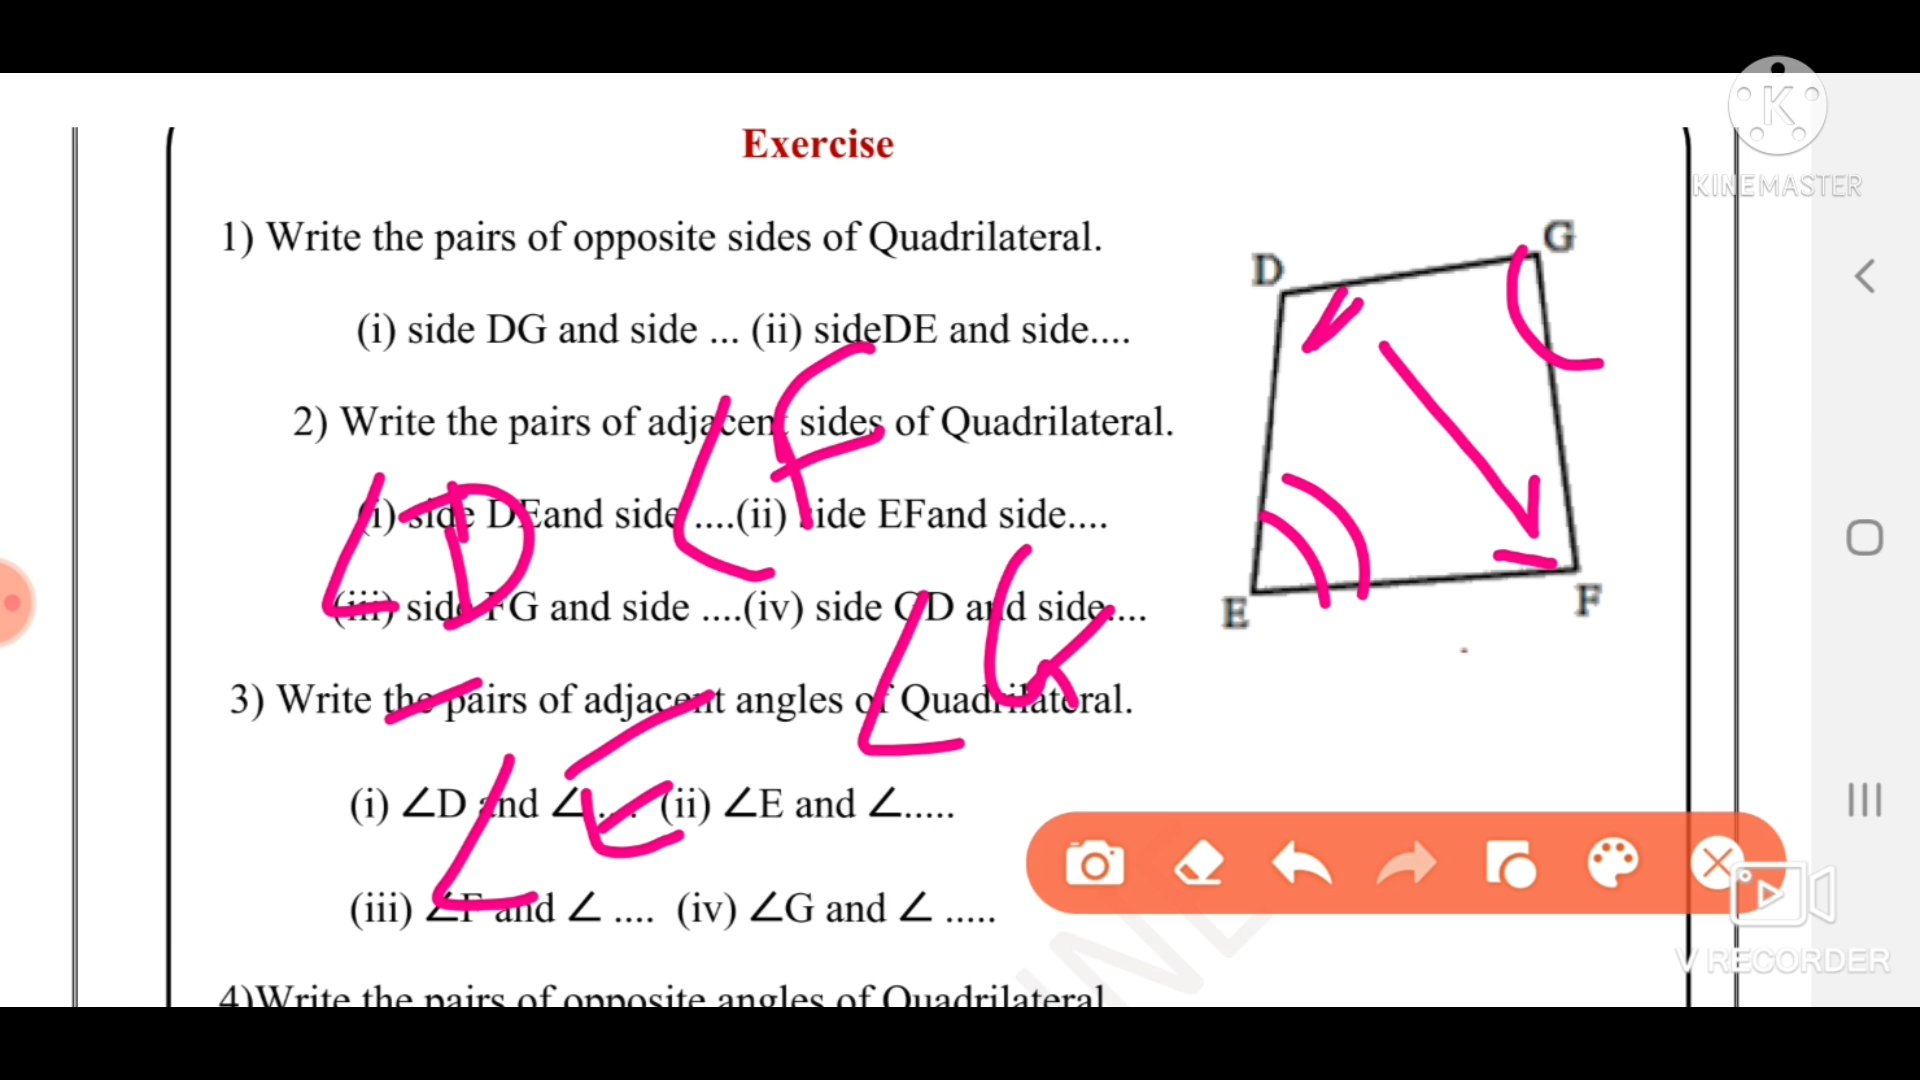 Exercise
1) Write the pairs of opposite sides of Quadrilateral.
(i) side DG and side ... (ii) sideDE and side....
2) Write the pairs of adjacent sides of Quadrilateral.
(i) side DEand side ....(ii) side EFand side....
(iii) side FG and side ....(iv) side GD and side....
3) Write the pairs of adjacent angles of Quadrilateral.
(i) ∠D and ∠.... (ii) ∠E and ∠.....
(iii) ∠F and ∠ .... (iv) ∠G and ∠ .....
4)Write the pairs of opposite angles of Quadrilateral
D
G
E
F
∠D
∠F
∠E
∠G
K
KINEMASTER
V RECORDER